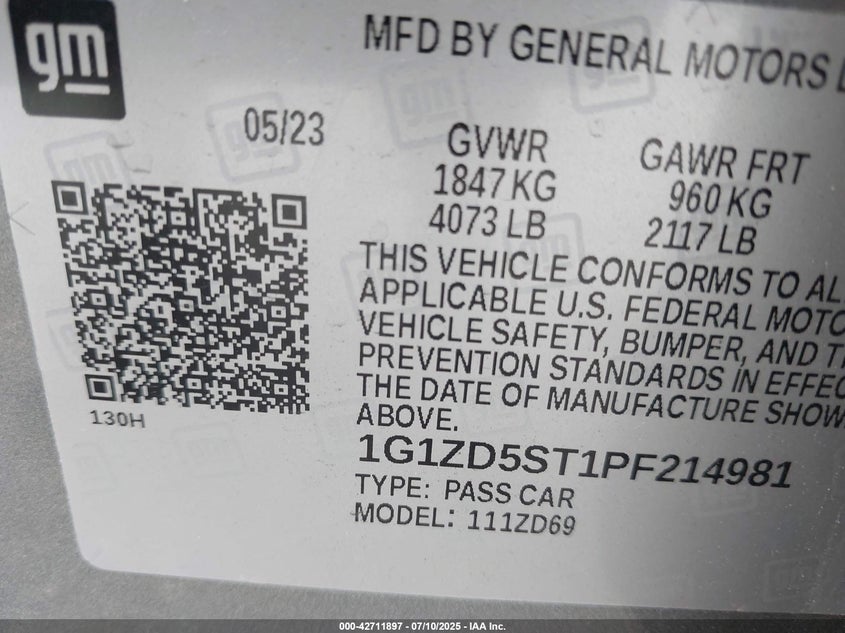 gm
MFD BY GENERAL MOTORS
05/23
GVWR
1847 KG
4073 LB
GAWR FRT
960 KG
2117 LB
THIS VEHICLE CONFORMS TO AL
APPLICABLE U.S. FEDERAL MOTO
VEHICLE SAFETY, BUMPER, AND T
PREVENTION STANDARDS IN EFFEC
THE DATE OF MANUFACTURE SHOW
ABOVE.
130H
1G1ZD5ST1PF214981
TYPE: PASS CAR
MODEL: 111ZD69
000-42711897 - 07/10/2025 - IAA Inc.